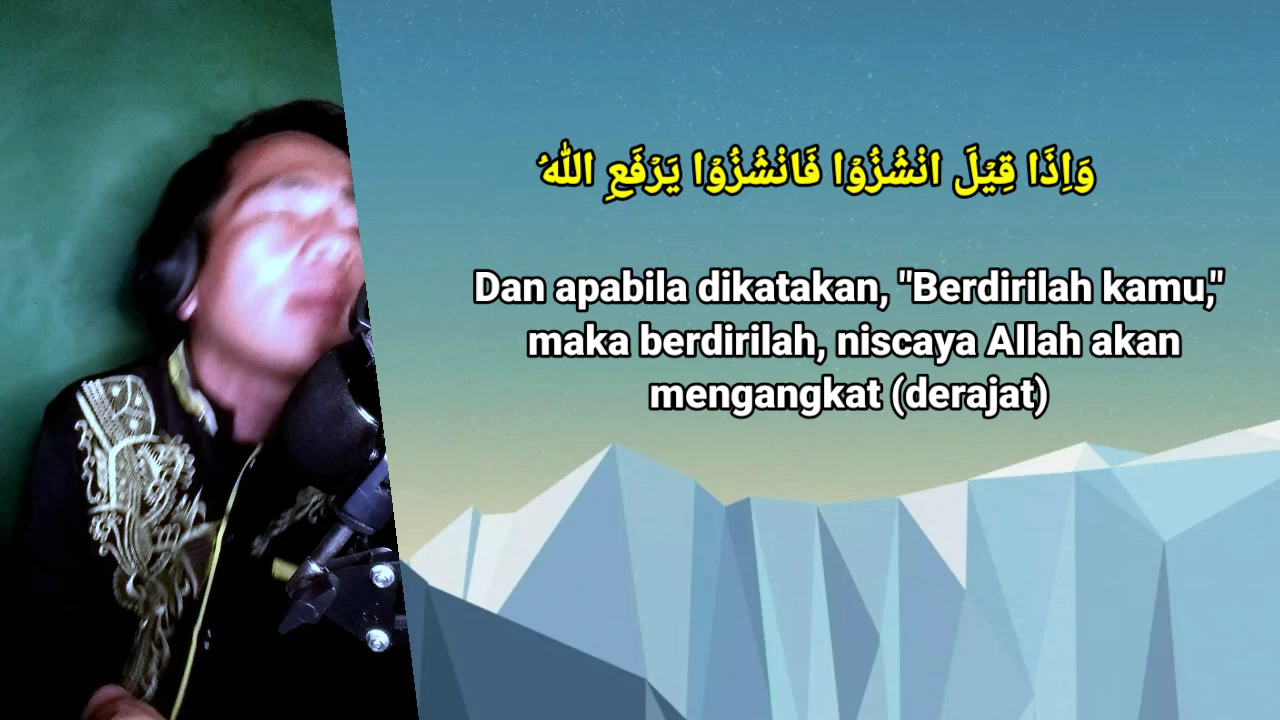 وَاِذَا قِيْلَ انْشُزُوْا فَانْشُزُوْا يَرْفَعِ اللّٰهُ
Dan apabila dikatakan, "Berdirilah kamu,"
maka berdirilah, niscaya Allah akan
mengangkat (derajat)